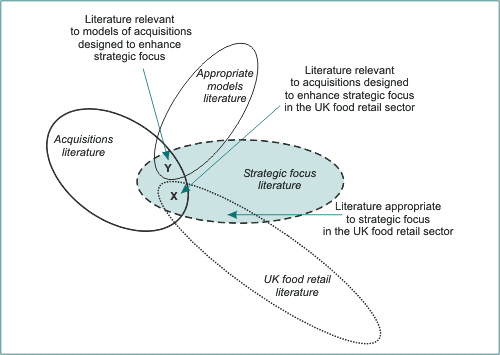 Literature relevant
to models of acquisitions
designed to enhance
strategic focus
Appropriate
models
literature
Literature relevant
to acquisitions designed
to enhance strategic focus
in the UK food retail sector
Acquisitions
literature
Y
X
Strategic focus
literature
Literature appropriate
to strategic focus
in the UK food retail sector
UK food retail
literature